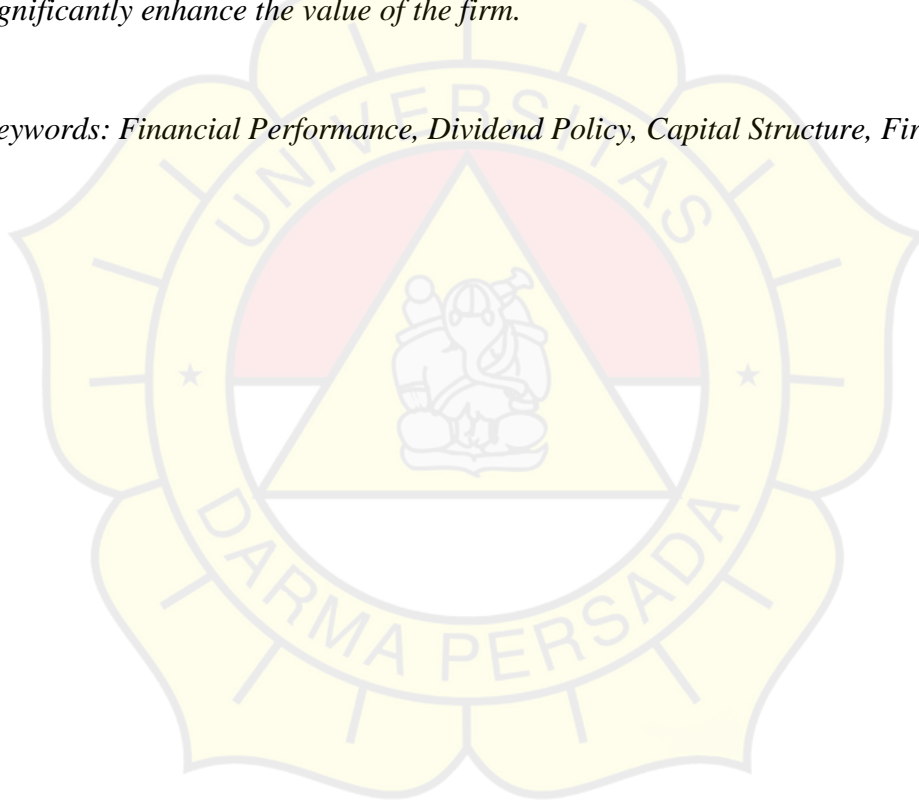 gnificantly enhance the value of the firm.
eywords: Financial Performance, Dividend Policy, Capital Structure, Fir
UNIVERSITAS
DARMA PERSADA